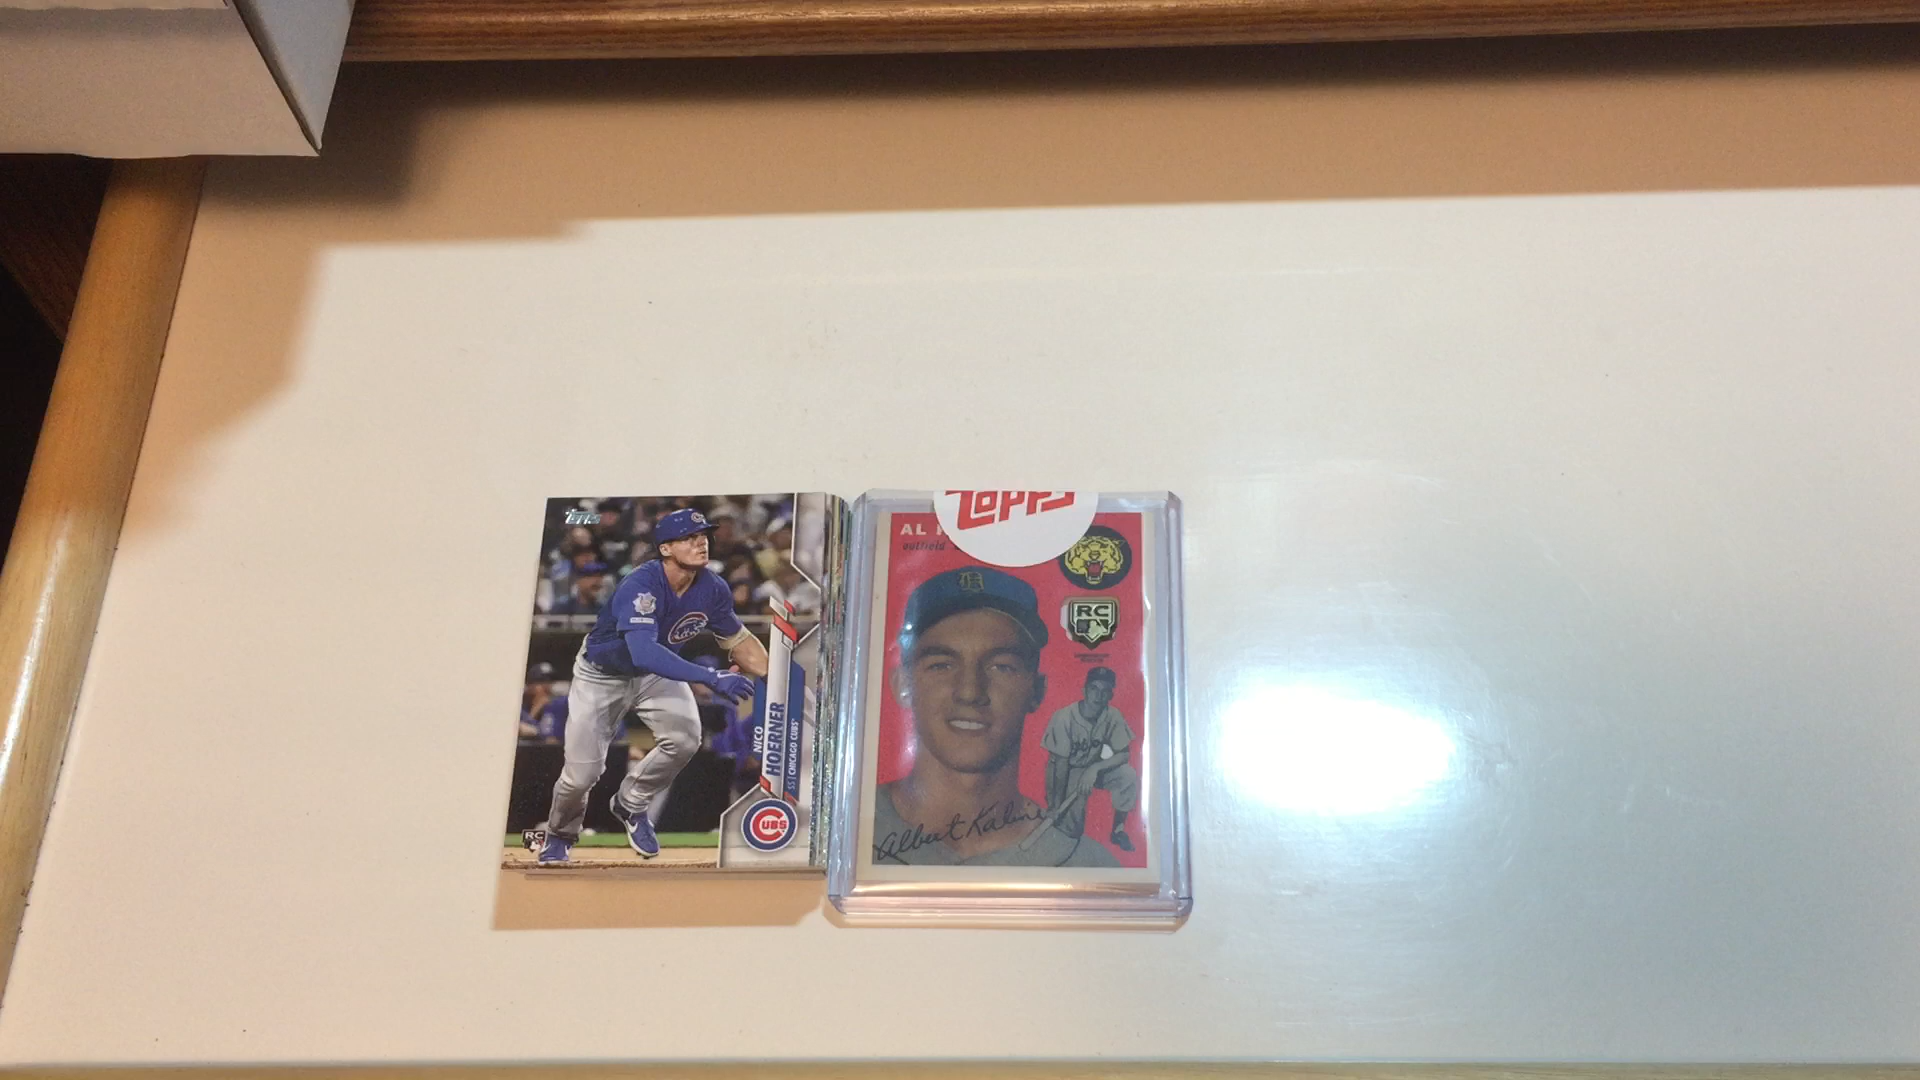 Topps
NICO
HOERNER
SS | CHICAGO CUBS
CUBS
RC
Topps
AL
outfield
RC
Albert Kaline